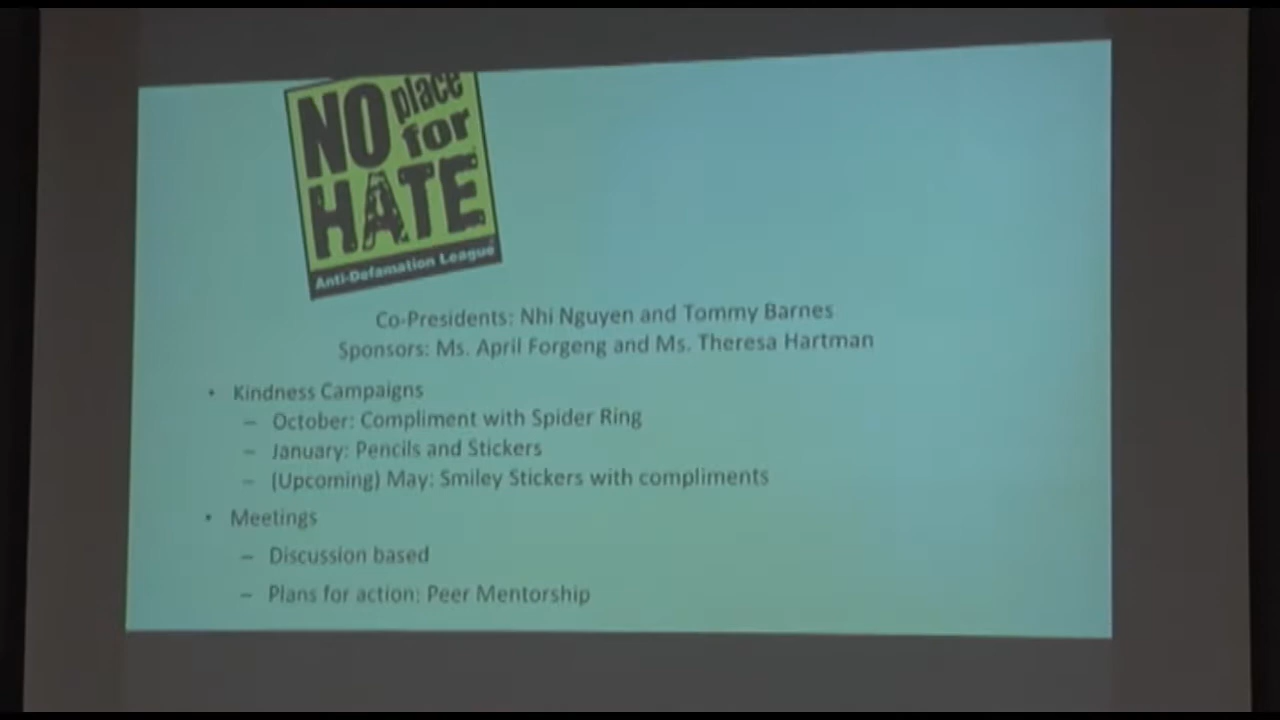 NO place
for
HATE
Anti-Defamation League
Co-Presidents: Nhi Nguyen and Tommy Barnes
Sponsors: Ms. April Forgeng and Ms. Theresa Hartman
• Kindness Campaigns
– October: Compliment with Spider Ring
– January: Pencils and Stickers
– (Upcoming) May: Smiley Stickers with compliments
• Meetings
– Discussion based
– Plans for action: Peer Mentorship